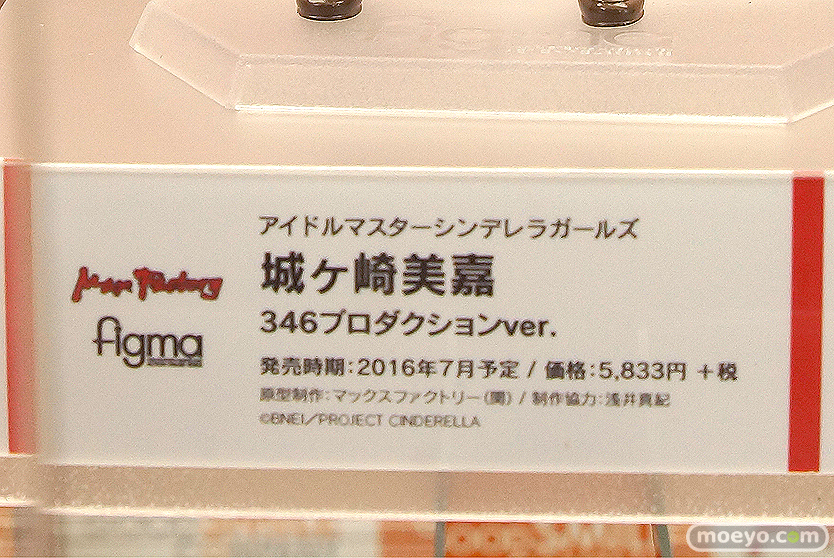 アイドルマスターシンデレラガールズ
城ヶ崎美嘉
346プロダクションver.
Max Factory
figma
発売時期:2016年7月予定 / 価格:5,833円 +税
原型制作:マックスファクトリー(関) / 制作協力:浅井真紀
©BNEI/PROJECT CINDERELLA
moeyo.com